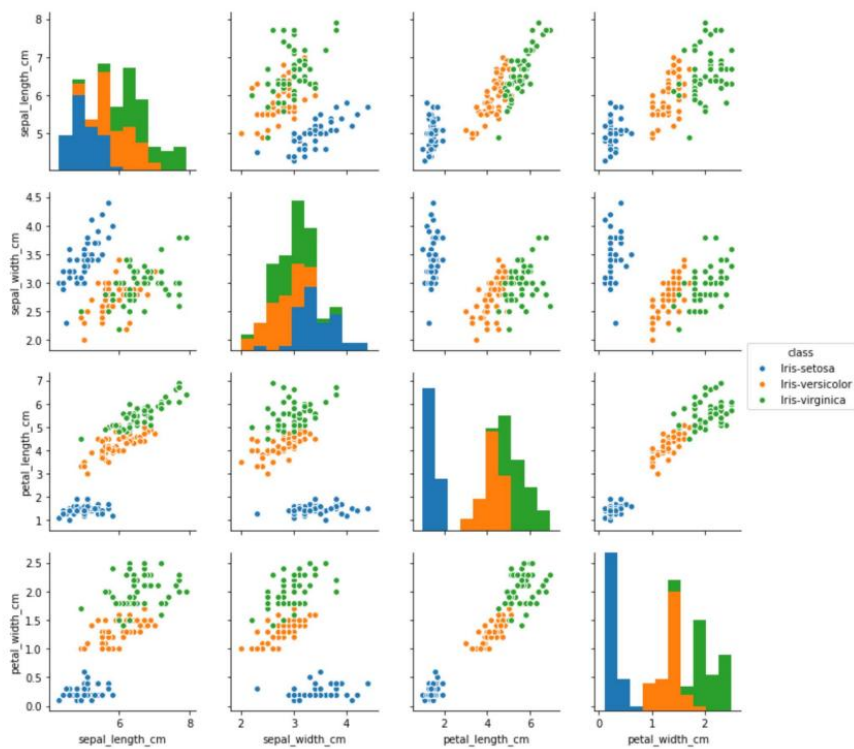 8
7
6
5
sepal_length_cm
4.5
4.0
3.5
3.0
2.5
2.0
sepal_width_cm
class
Iris-setosa
Iris-versicolor
Iris-virginica
7
6
5
4
3
2
1
petal_length_cm
2.5
2.0
1.5
1.0
0.5
0.0
petal_width_cm
6 8 2 3 4 2 4 6 0 1 2
sepal_length_cm sepal_width_cm petal_length_cm petal_width_cm